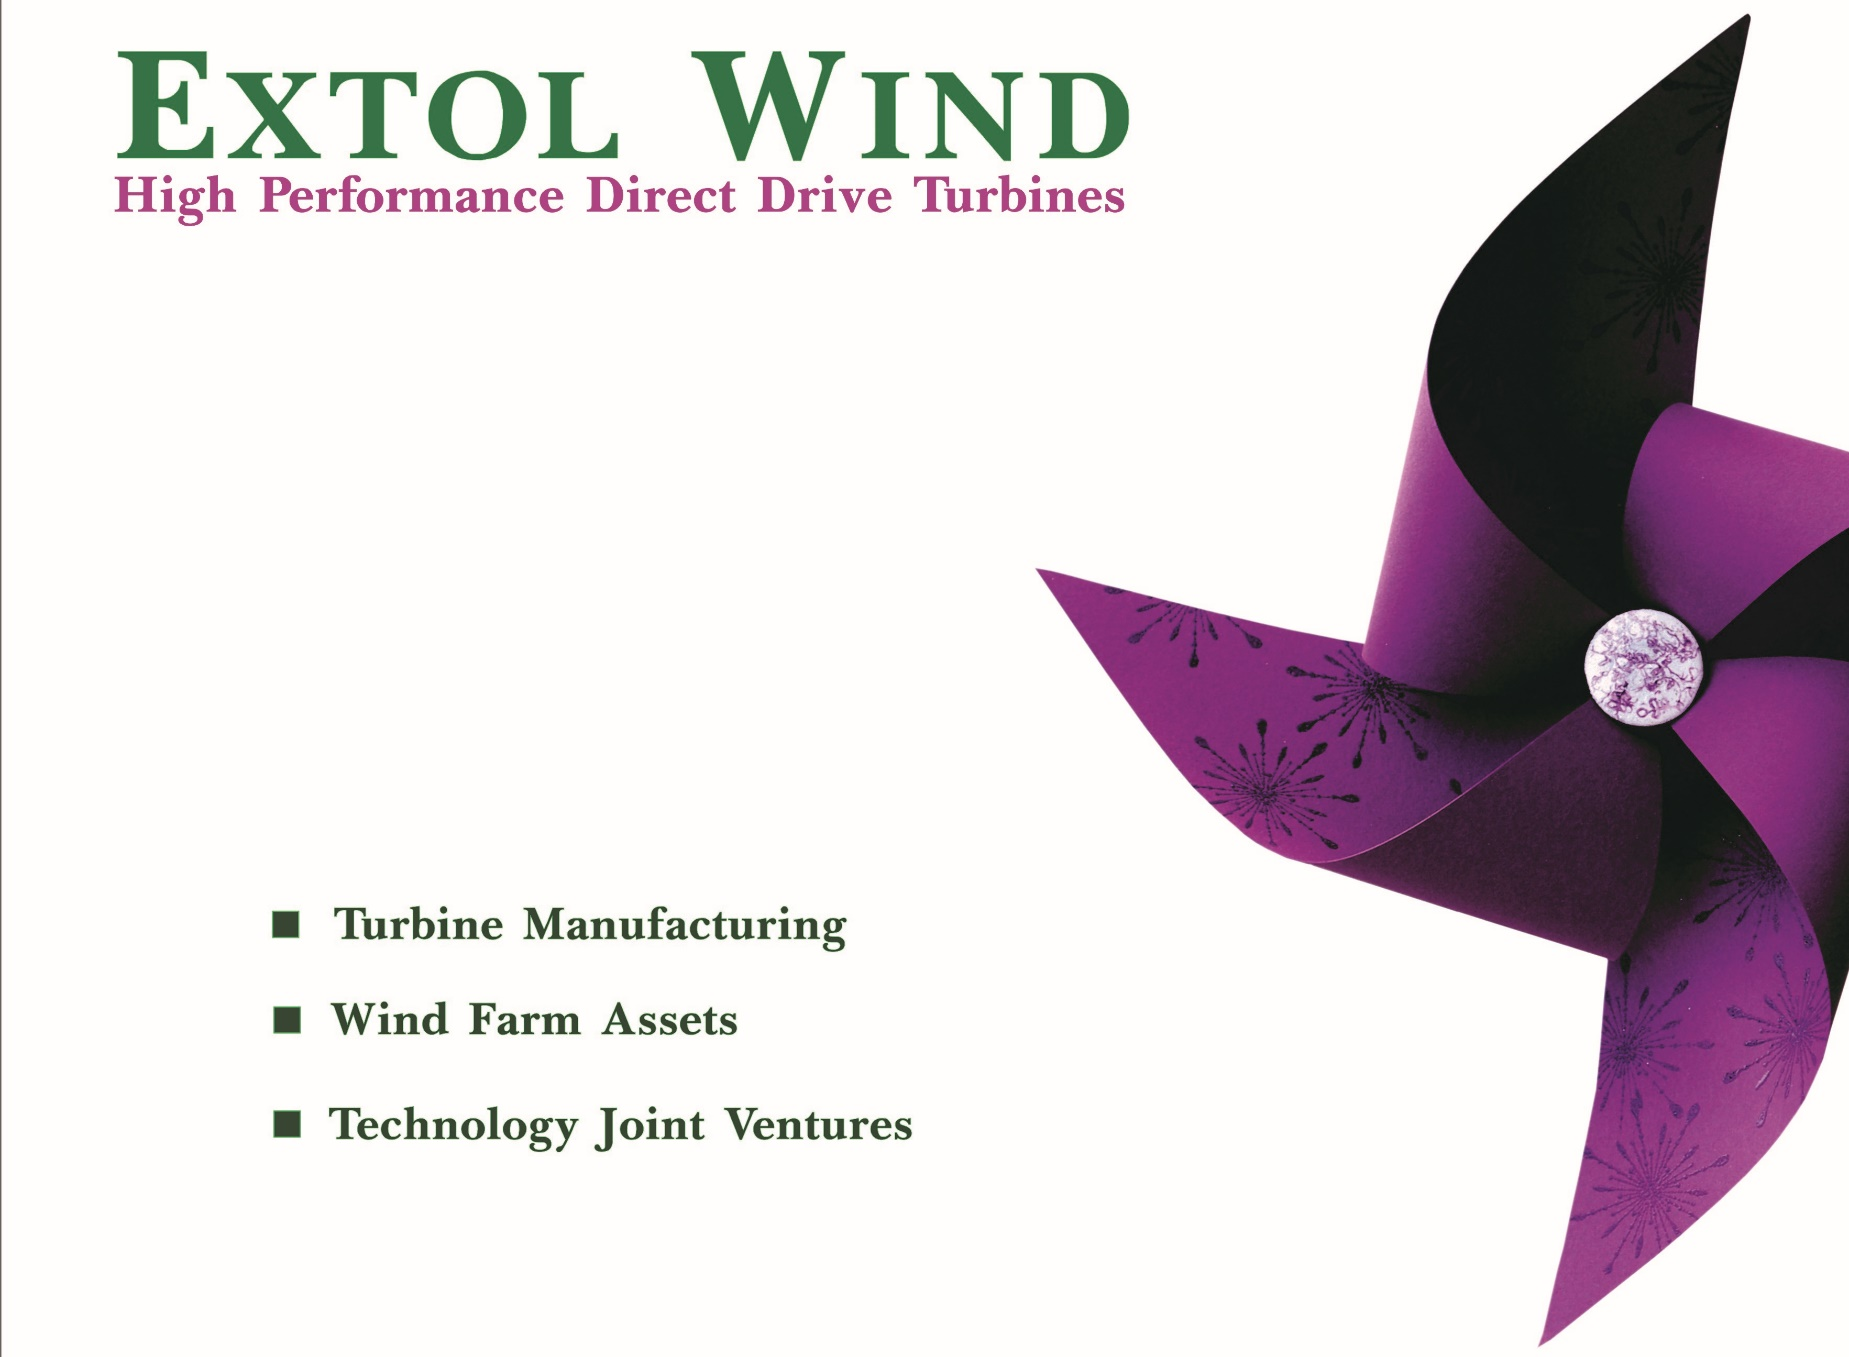 EXTOL WIND
High Performance Direct Drive Turbines
■ Turbine Manufacturing
■ Wind Farm Assets
■ Technology Joint Ventures